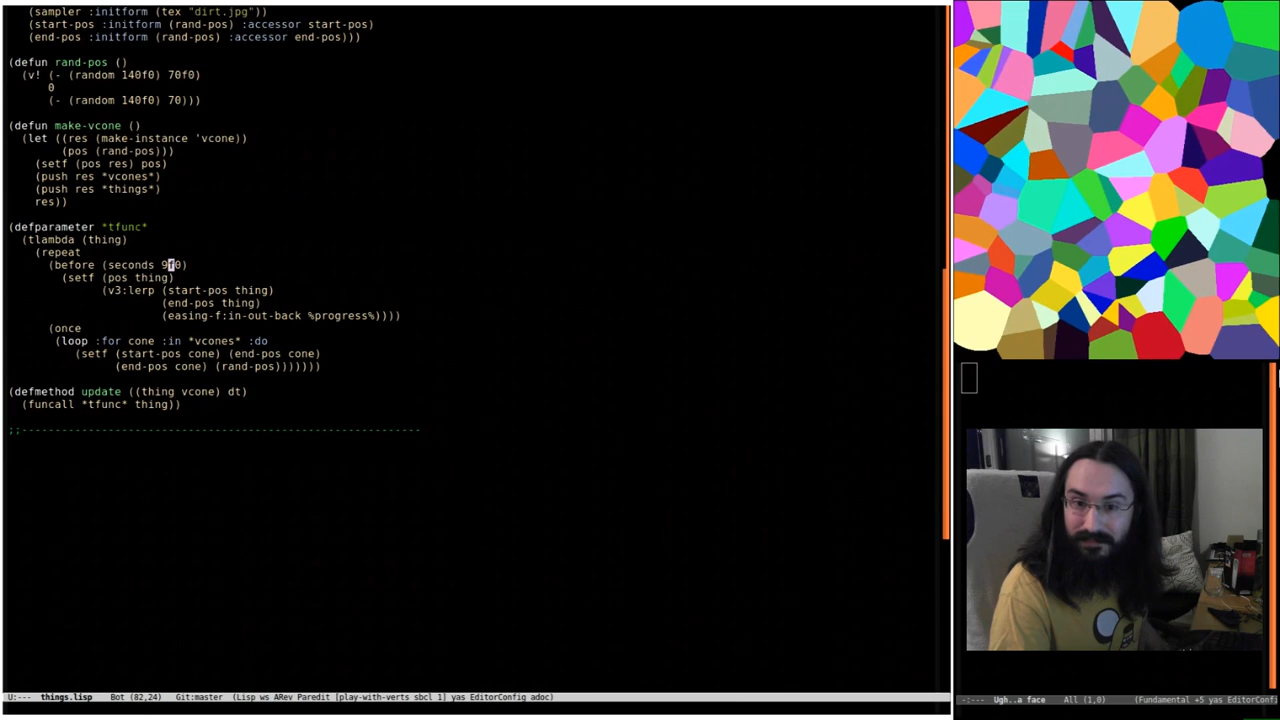 (sampler :initform (tex "dirt.jpg"))
(start-pos :initform (rand-pos) :accessor start-pos)
(end-pos :initform (rand-pos) :accessor end-pos)))
(defun rand-pos ()
(v! (- (random 140f0) 70f0)
0
(- (random 140f0) 70)))
(defun make-vcone ()
(let ((res (make-instance 'vcone))
(pos (rand-pos)))
(setf (pos res) pos)
(push res *vcones*)
(push res *things*)
res))
(defparameter *tfunc*
(tlambda (thing)
(repeat
(before (seconds 9f0)
(setf (pos thing)
(v3:lerp (start-pos thing)
(end-pos thing)
(easing-f:in-out-back %progress%))))
(once
(loop :for cone :in *vcones* :do
(setf (start-pos cone) (end-pos cone)
(end-pos cone) (rand-pos)))))))
(defmethod update ((thing vcone) dt)
(funcall *tfunc* thing))
;;------------------------------------------------------------
U:--- things.lisp Bot (82,24) Git:master (Lisp ws ARev Paredit [play-with-verts sbcl 1] yas EditorConfig adoc)
-:--- Ugh..a face All (1,0) (Fundamental +5 yas EditorConfi